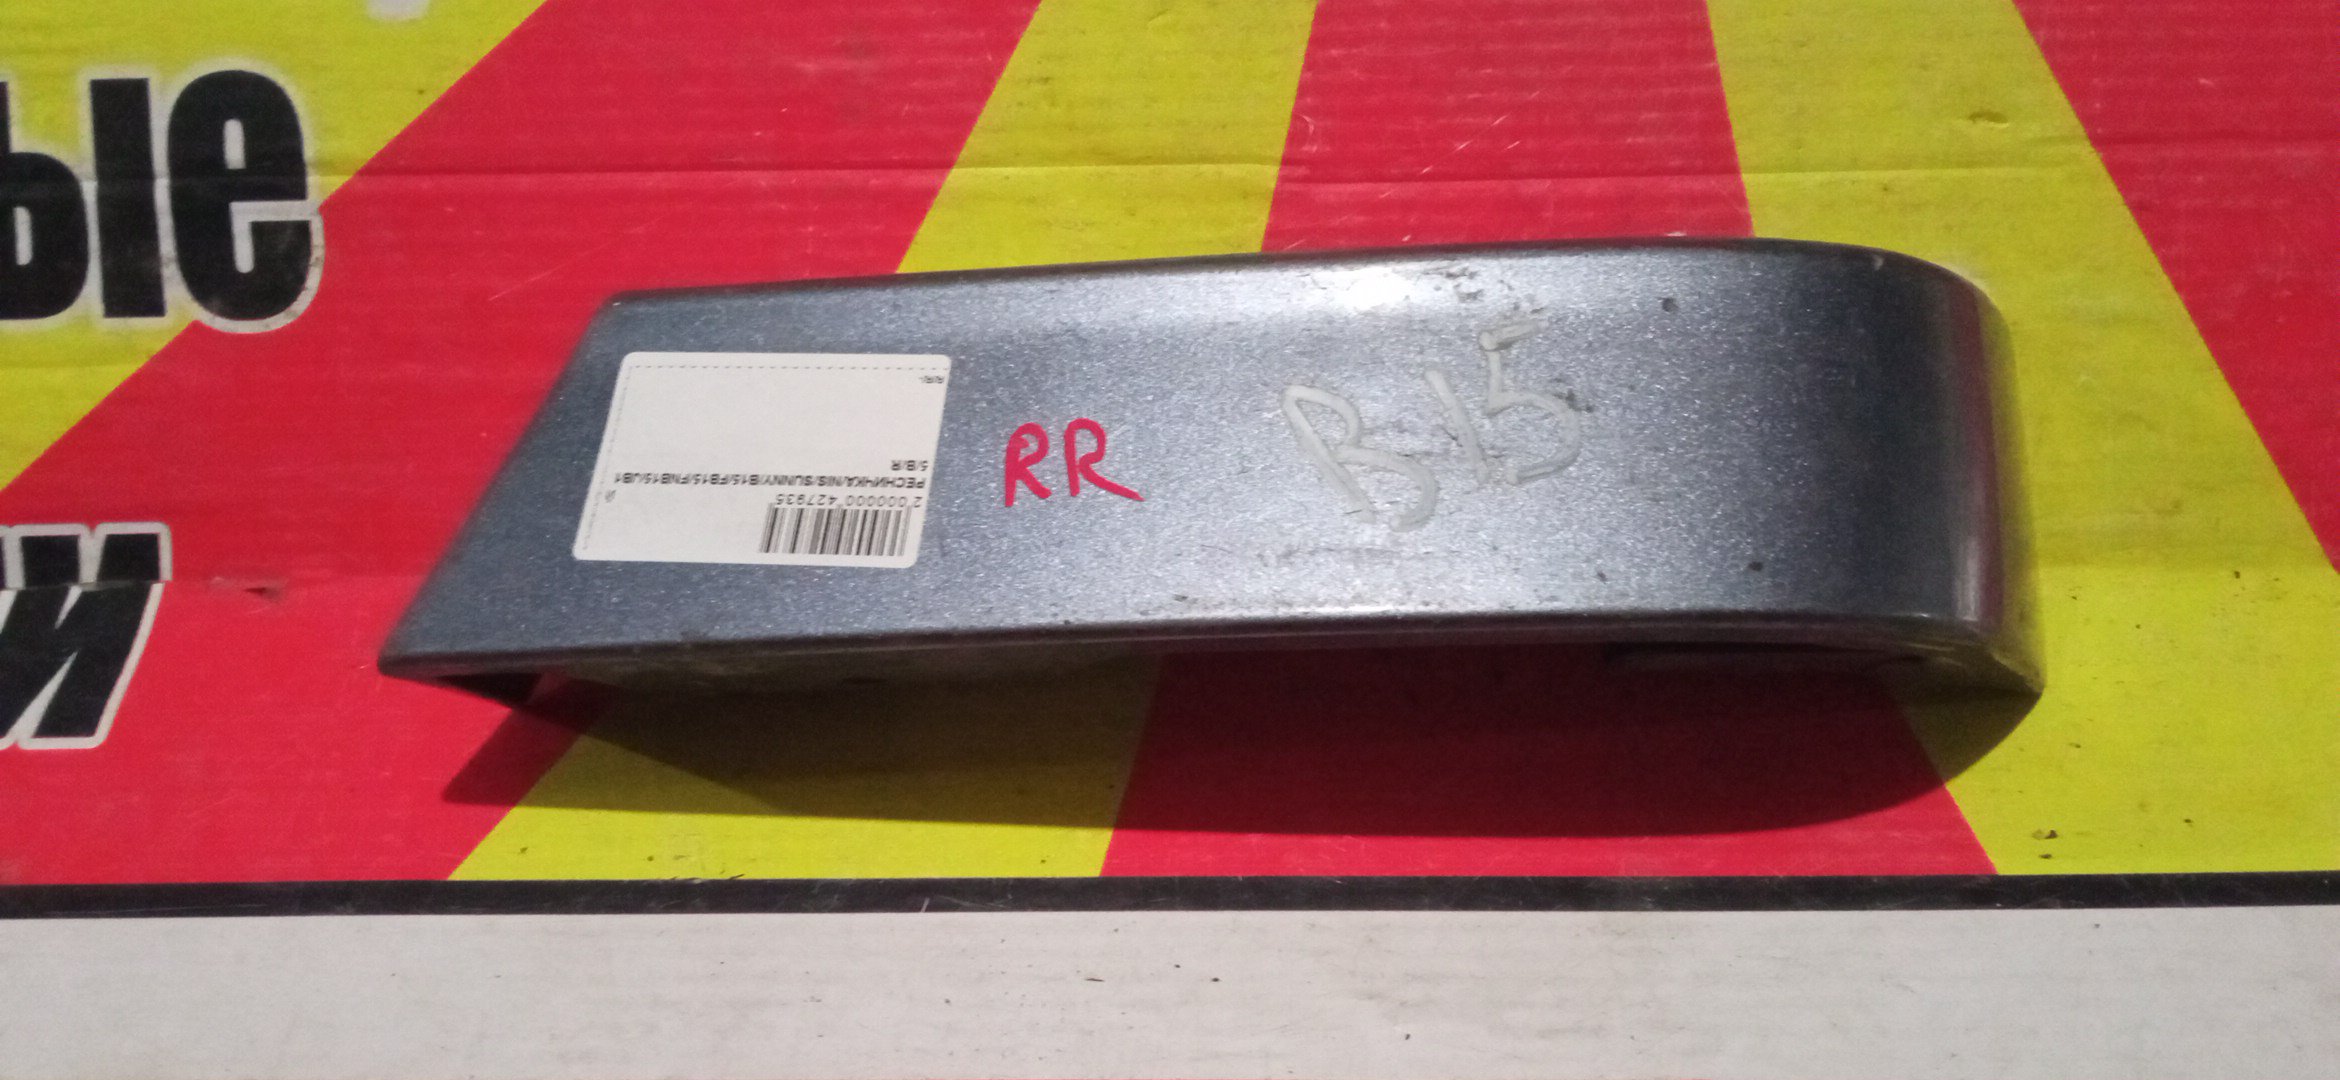 ые
RR
B15
2 000000 427935
РЕСНИЧКА/NIS/SUNNY/B15/FB15/FNB15/JB1
5/B/R